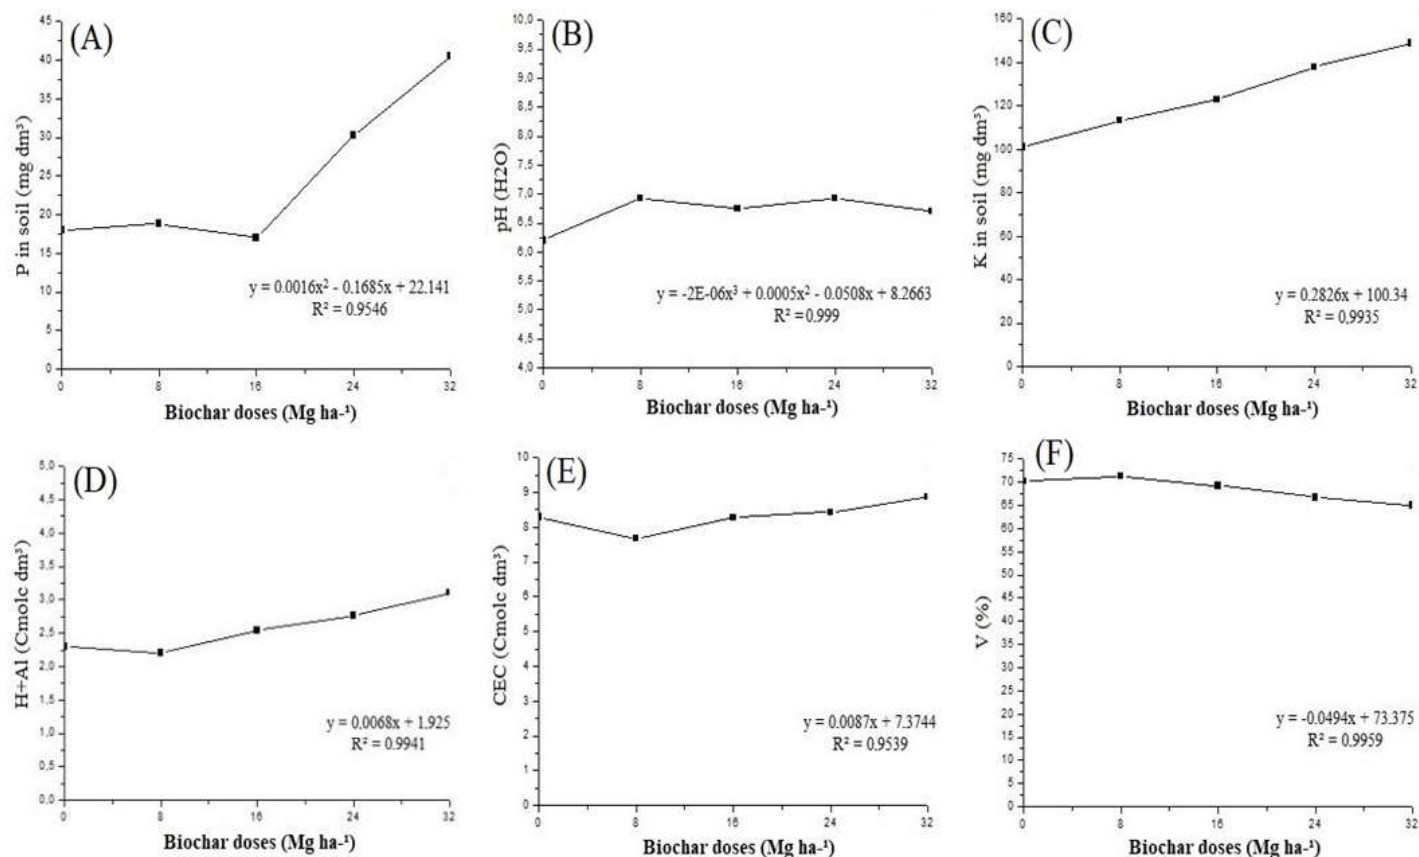 (A)
P in soil (mg dm³)
45
40
35
30
25
20
15
10
5
0
y = 0.0016x² - 0.1685x + 22.141
R² = 0.9546
0 8 16 24 32
Biochar doses (Mg ha-¹)
(B)
pH (H2O)
10,0
9,5
9,0
8,5
8,0
7,5
7,0
6,5
6,0
5,5
5,0
4,5
4,0
y = -2E-06x³ + 0.0005x² - 0.0508x + 8.2663
R² = 0.999
0 8 16 24 32
Biochar doses (Mg ha-¹)
(C)
K in soil (mg dm³)
160
140
120
100
80
60
40
20
0
y = 0.2826x + 100.34
R² = 0.9935
0 8 16 24 32
Biochar doses (Mg ha-¹)
(D)
H+Al (Cmolc dm³)
5,0
4,5
4,0
3,5
3,0
2,5
2,0
1,5
1,0
0,5
0,0
y = 0.0068x + 1.925
R² = 0.9941
0 8 16 24 32
Biochar doses (Mg ha-¹)
(E)
CEC (Cmolc dm³)
10
9
8
7
6
5
4
3
2
1
0
y = 0.0087x + 7.3744
R² = 0.9539
0 8 16 24 32
Biochar doses (Mg ha-¹)
(F)
V (%)
75
70
65
60
55
50
45
40
35
30
25
20
15
10
5
0
y = -0.0494x + 73.375
R² = 0.9959
0 8 16 24 32
Biochar doses (Mg ha-¹)